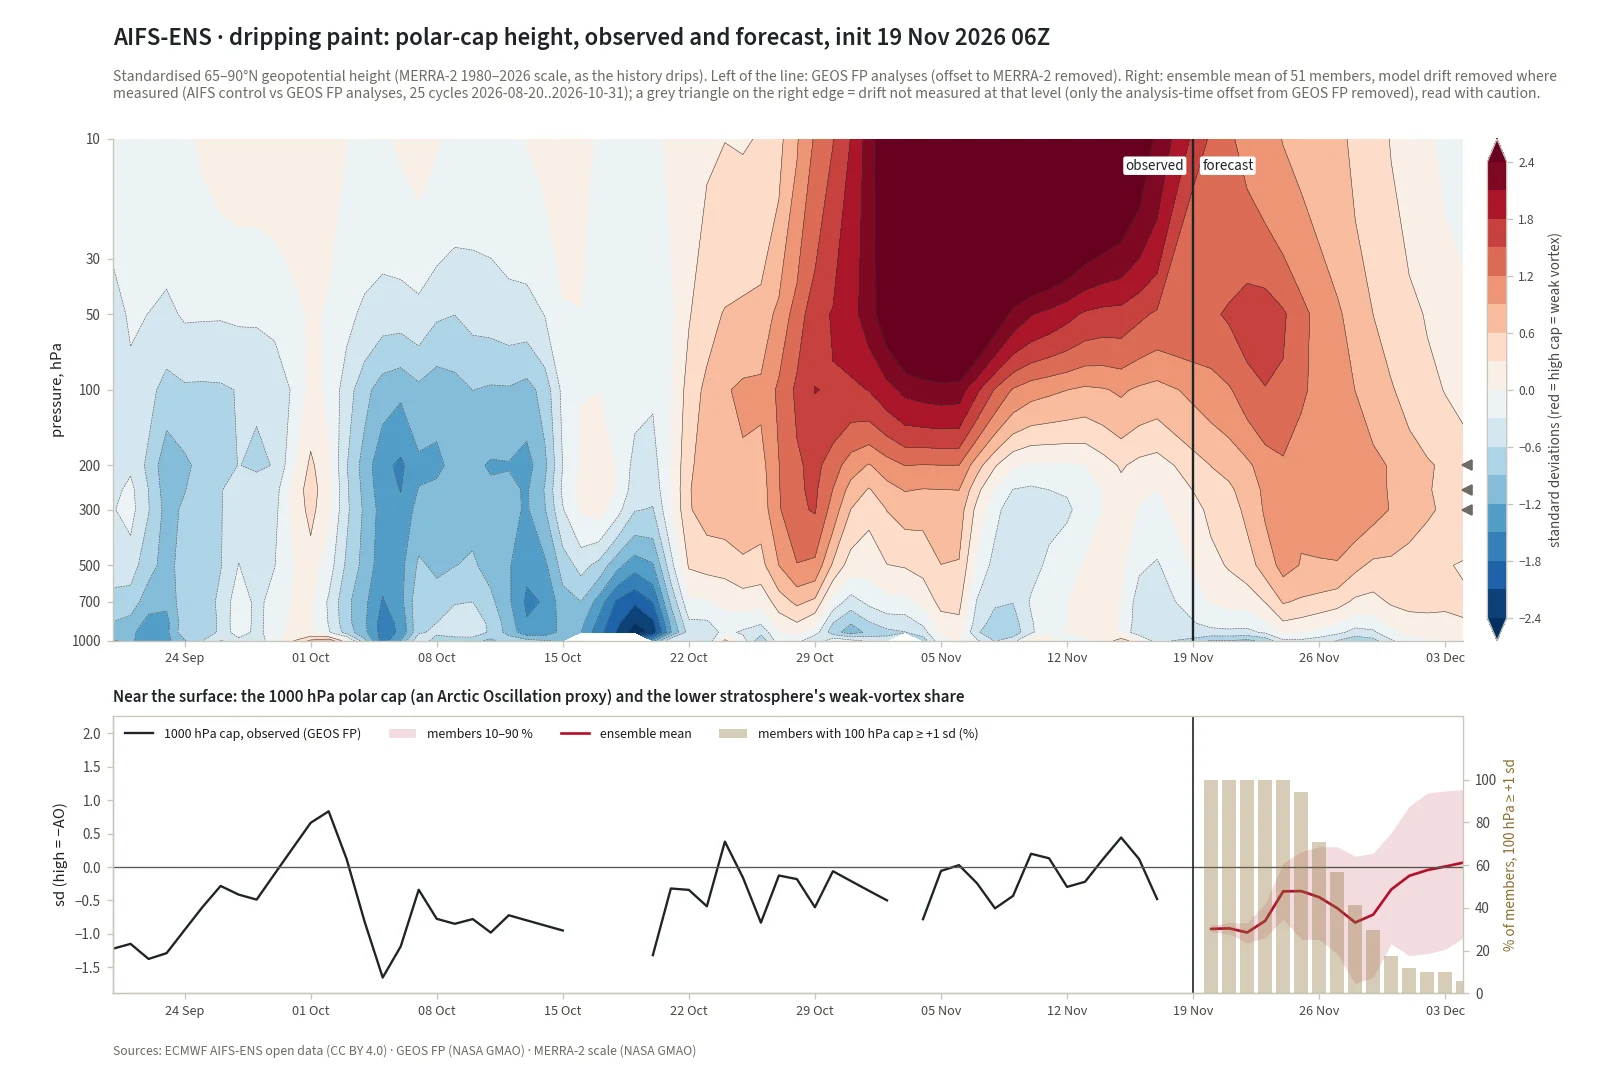 AIFS-ENS · dripping paint: polar-cap height, observed and forecast, init 19 Nov 2026 06Z
Standardised 65–90°N geopotential height (MERRA-2 1980–2026 scale, as the history drips). Left of the line: GEOS FP analyses (offset to MERRA-2 removed). Right: ensemble mean of 51 members, model drift removed where
measured (AIFS control vs GEOS FP analyses, 25 cycles 2026-08-20..2026-10-31); a grey triangle on the right edge = drift not measured at that level (only the analysis-time offset from GEOS FP removed), read with caution.
pressure, hPa
10
30
50
100
200
300
500
700
1000
observed
forecast
24 Sep
01 Oct
08 Oct
15 Oct
22 Oct
29 Oct
05 Nov
12 Nov
19 Nov
26 Nov
03 Dec
2.4
1.8
1.2
0.6
0.0
−0.6
−1.2
−1.8
−2.4
standard deviations (red = high cap = weak vortex)
Near the surface: the 1000 hPa polar cap (an Arctic Oscillation proxy) and the lower stratosphere's weak-vortex share
1000 hPa cap, observed (GEOS FP)
members 10–90 %
ensemble mean
members with 100 hPa cap ≥ +1 sd (%)
sd (high = −AO)
2.0
1.5
1.0
0.5
0.0
−0.5
−1.0
−1.5
100
80
60
40
20
0
% of members, 100 hPa ≥ +1 sd
24 Sep
01 Oct
08 Oct
15 Oct
22 Oct
29 Oct
05 Nov
12 Nov
19 Nov
26 Nov
03 Dec
Sources: ECMWF AIFS-ENS open data (CC BY 4.0) · GEOS FP (NASA GMAO) · MERRA-2 scale (NASA GMAO)